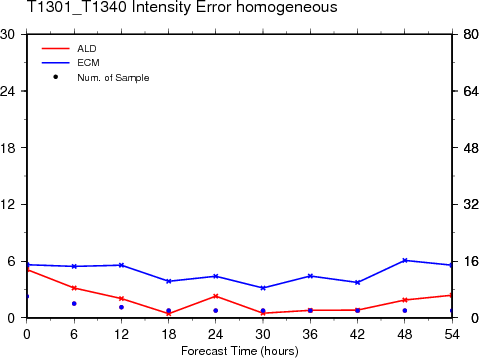 T1301_T1340 Intensity Error homogeneous
ALD
ECM
Num. of Sample
30 80
24 64
18 48
12 32
6 16
0 0
0 6 12 18 24 30 36 42 48 54
Forecast Time (hours)